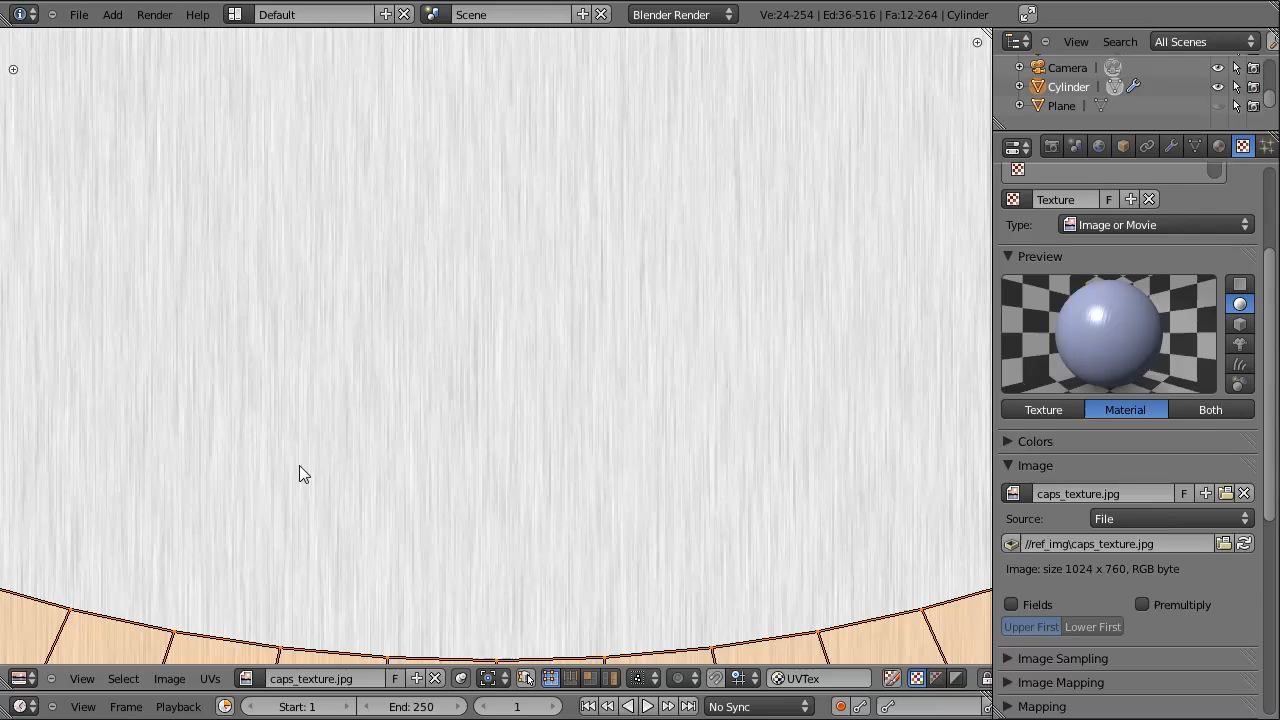 File Add Render Help Default Scene Blender Render Ve:24-254 | Ed:36-516 | Fa:12-264 | Cylinder
View Search All Scenes
Camera
Cylinder
Plane
Texture F
Type: Image or Movie
Preview
Texture Material Both
Colors
Image
caps_texture.jpg F
Source: File
//ref_img\caps_texture.jpg
Image: size 1024 x 760, RGB byte
Fields Premultiply
Upper First Lower First
Image Sampling
Image Mapping
Mapping
View Select Image UVs caps_texture.jpg F UVTex
View Frame Playback Start: 1 End: 250 1 No Sync